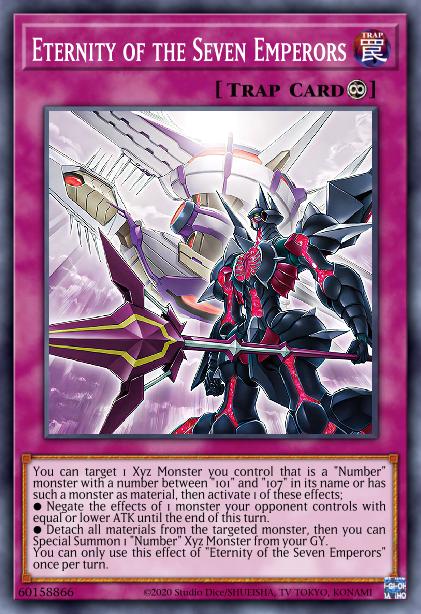 ETERNITY OF THE SEVEN EMPERORS
TRAP
罠
[TRAP CARD]
You can target 1 Xyz Monster you control that is a "Number"
monster with a number between "101" and "107" in its name or has
such a monster as material, then activate 1 of these effects;
● Negate the effects of 1 monster your opponent controls with
equal or lower ATK until the end of this turn.
● Detach all materials from the targeted monster, then you can
Special Summon 1 "Number" Xyz Monster from your GY.
You can only use this effect of "Eternity of the Seven Emperors"
once per turn.
60158866
©2020 Studio Dice/SHUEISHA, TV TOKYO, KONAMI